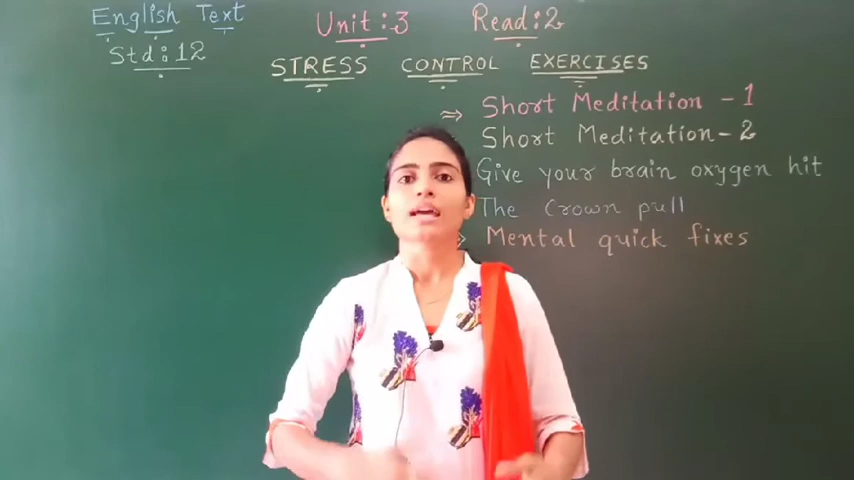 English Text
Std: 12
Unit: 3
Read: 2
STRESS CONTROL EXERCISES
⇒ Short Meditation - 1
Short Meditation - 2
Give your brain oxygen hit
The Crown pull
Mental quick fixes